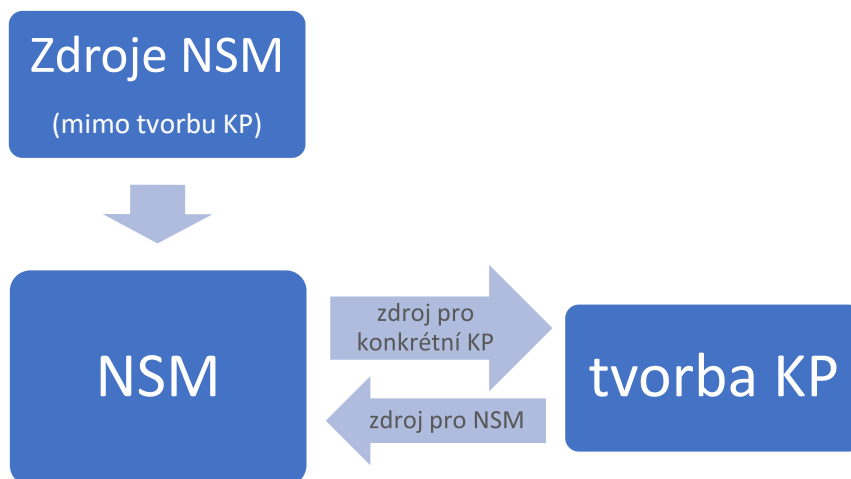 Zdroje NSM
(mimo tvorbu KP)
NSM
zdroj pro
konkrétní KP
zdroj pro NSM
tvorba KP